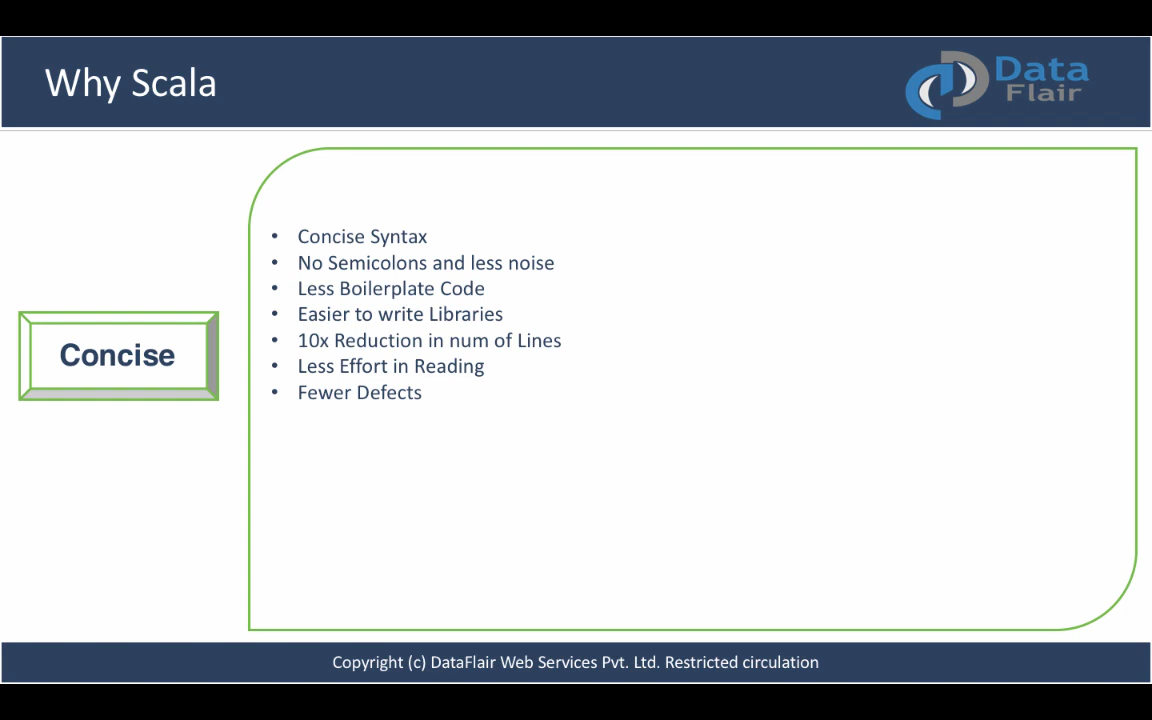 Why Scala
Data
Flair
• Concise Syntax
• No Semicolons and less noise
• Less Boilerplate Code
• Easier to write Libraries
• 10x Reduction in num of Lines
• Less Effort in Reading
• Fewer Defects
Concise
Copyright (c) DataFlair Web Services Pvt. Ltd. Restricted circulation